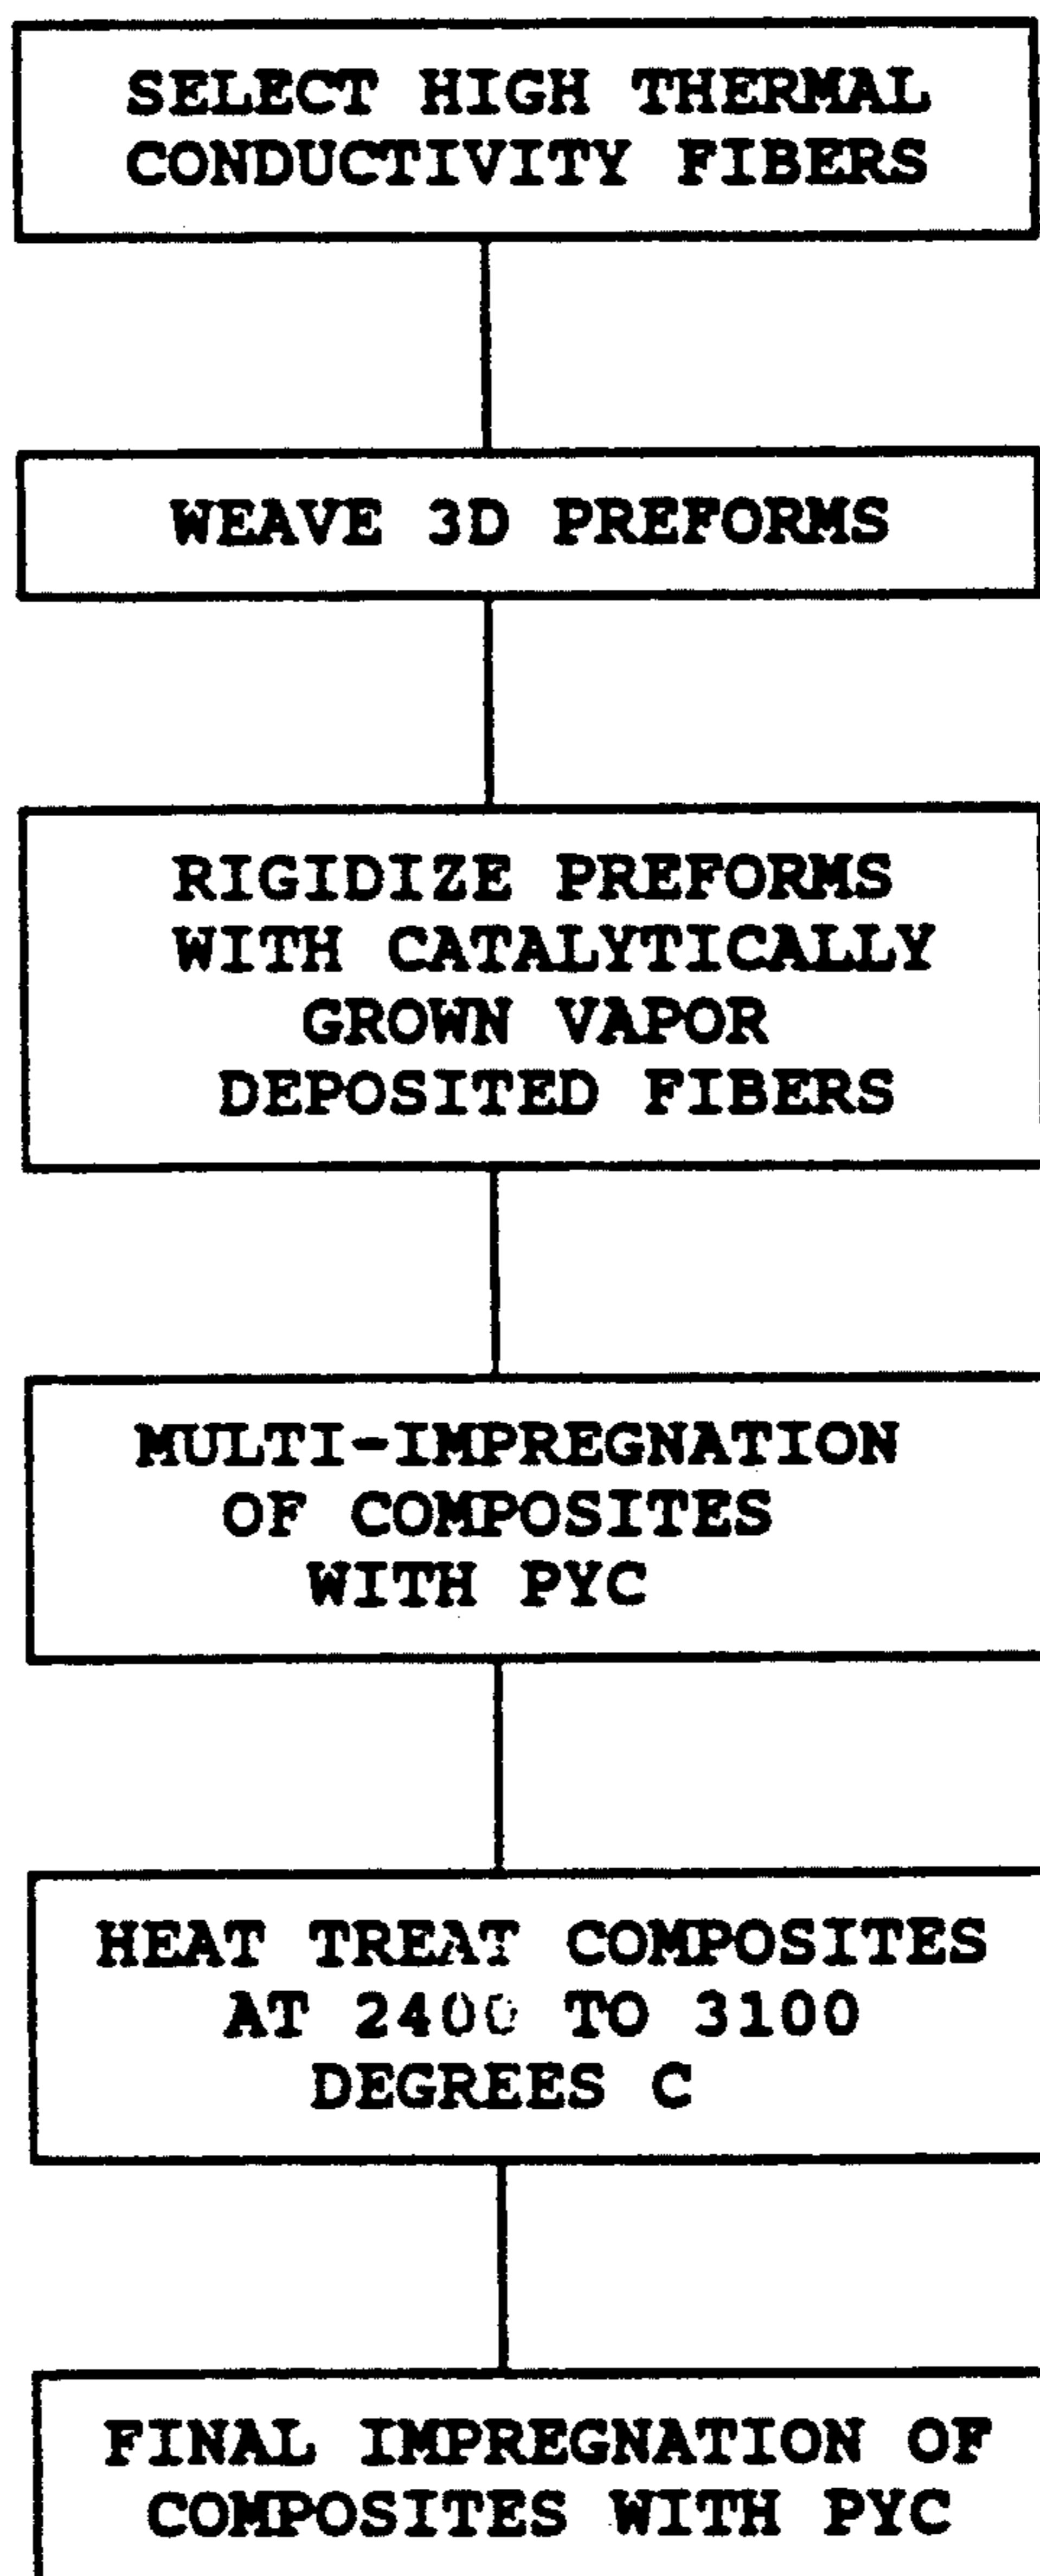 SELECT HIGH THERMAL
CONDUCTIVITY FIBERS
WEAVE 3D PREFORMS
RIGIDIZE PREFORMS
WITH CATALYTICALLY
GROWN VAPOR
DEPOSITED FIBERS
MULTI-IMPREGNATION
OF COMPOSITES
WITH PYC
HEAT TREAT COMPOSITES
AT 2400 TO 3100
DEGREES C
FINAL IMPREGNATION OF
COMPOSITES WITH PYC